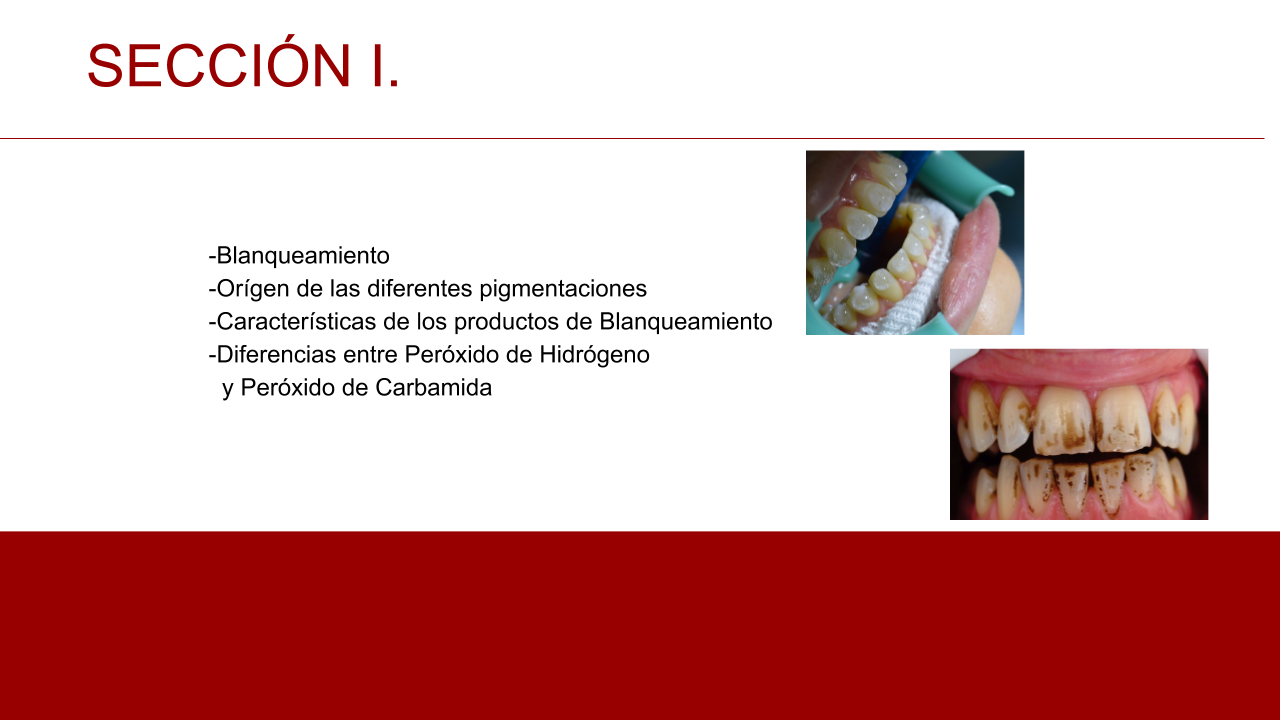 SECCIÓN I.
-Blanqueamiento
-Orígen de las diferentes pigmentaciones
-Características de los productos de Blanqueamiento
-Diferencias entre Peróxido de Hidrógeno
y Peróxido de Carbamida